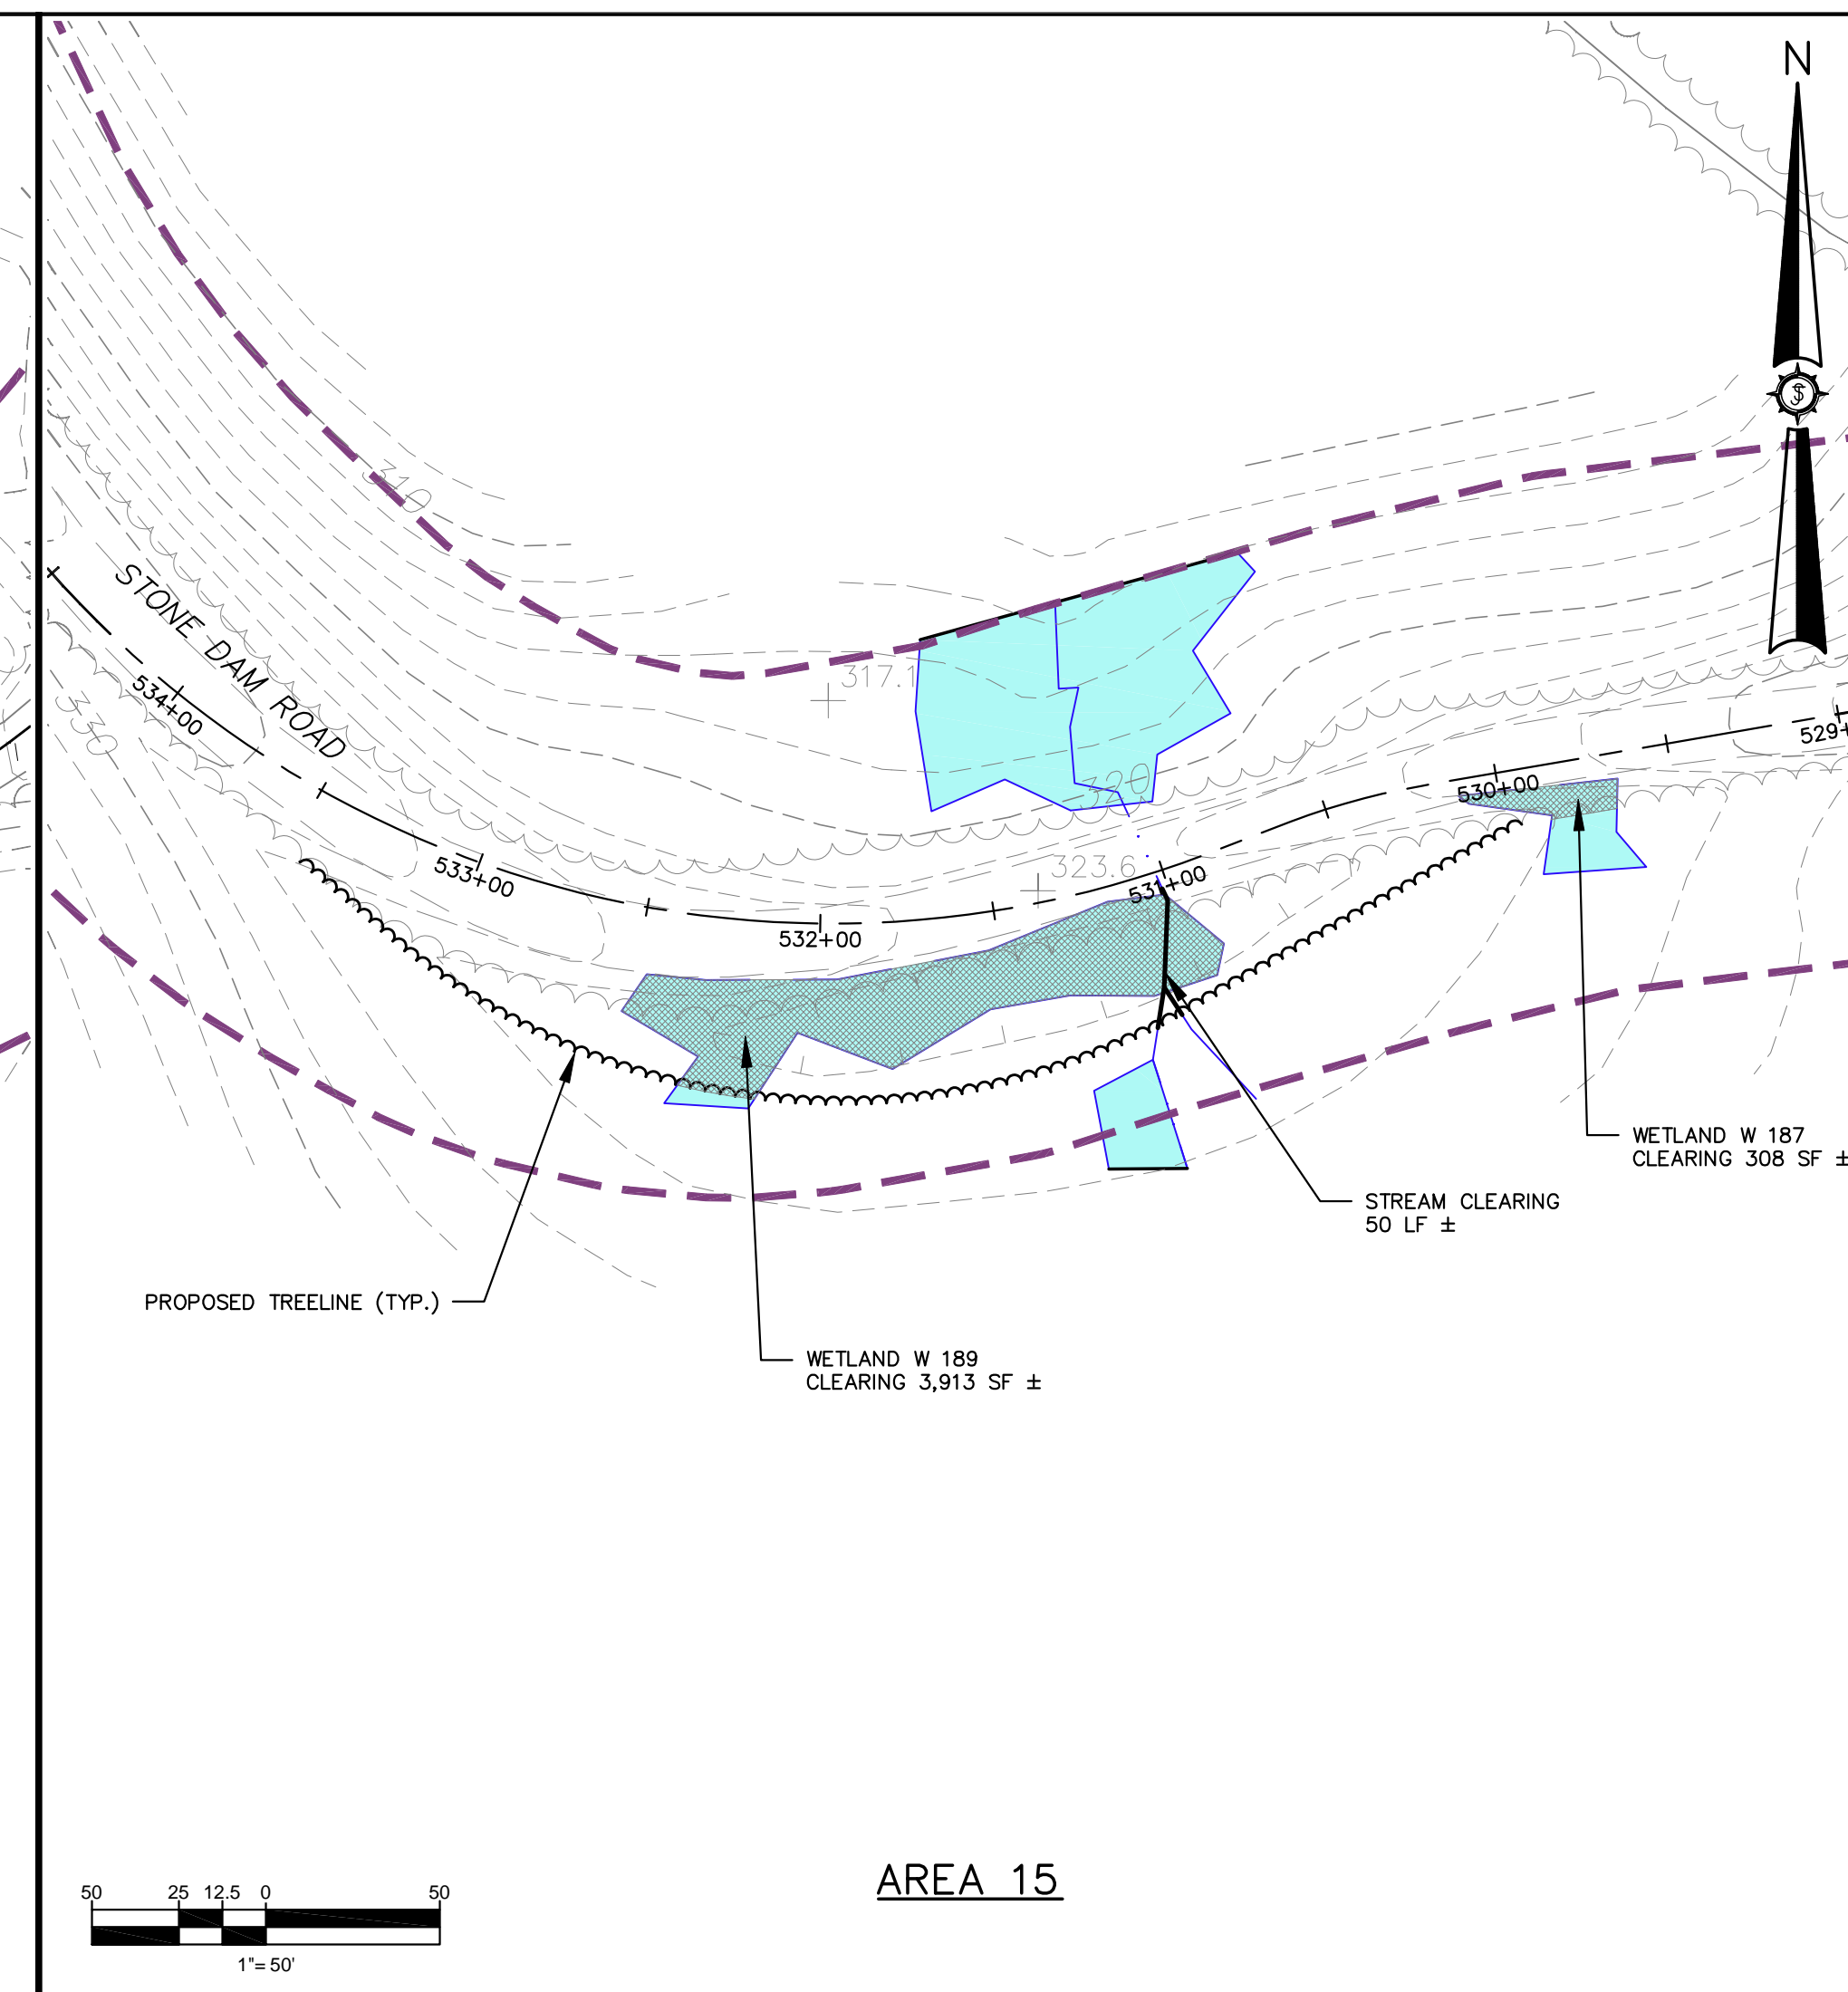 N
310
STONE DAM ROAD
317.1
534+00
330
320
529+
530+00
323.6
533+00
531+00
532+00
WETLAND W 187
CLEARING 308 SF ±
STREAM CLEARING
50 LF ±
PROPOSED TREELINE (TYP.)
WETLAND W 189
CLEARING 3,913 SF ±
AREA 15
50 25 12.5 0 50
1"= 50'